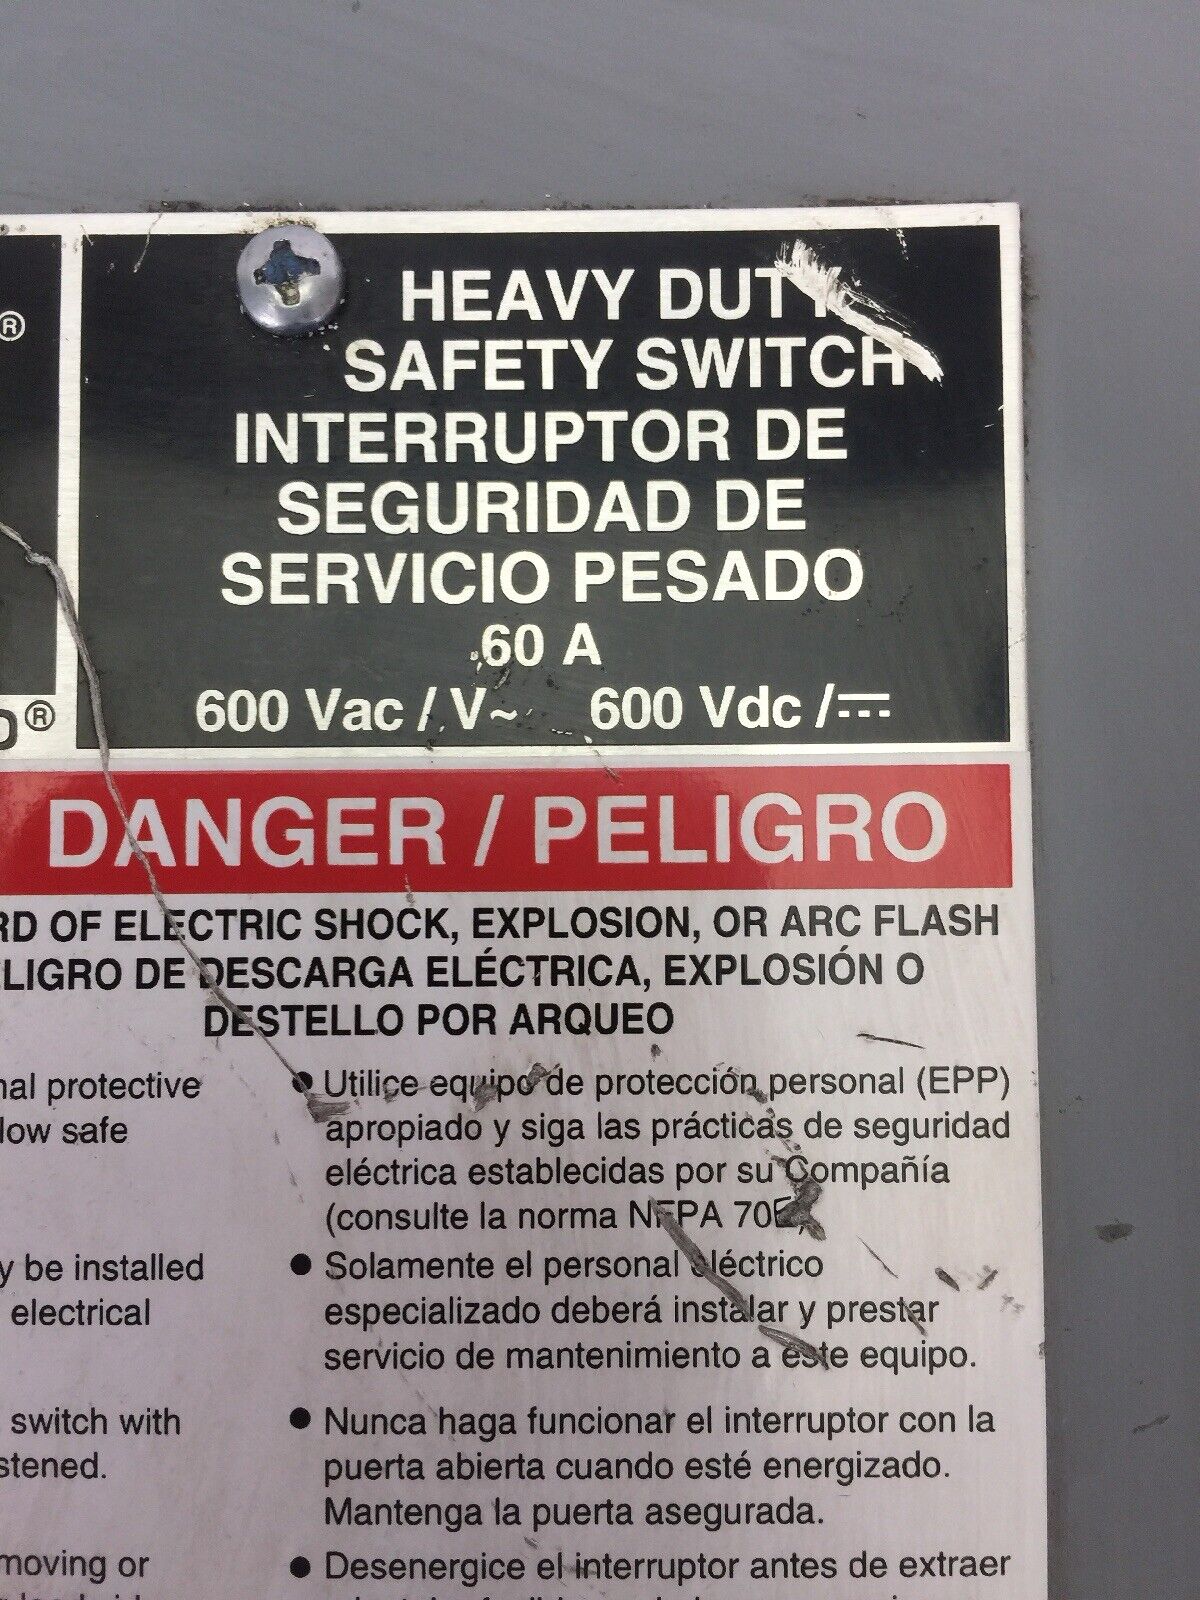 ®
HEAVY DUTY
SAFETY SWITCH
INTERRUPTOR DE
SEGURIDAD DE
SERVICIO PESADO
60 A
600 Vac / V~ 600 Vdc / ⎓
®
DANGER / PELIGRO
RD OF ELECTRIC SHOCK, EXPLOSION, OR ARC FLASH
ELIGRO DE DESCARGA ELÉCTRICA, EXPLOSIÓN O
DESTELLO POR ARQUEO
nal protective
low safe
y be installed
electrical
switch with
stened.
moving or
● Utilice equipo de protección personal (EPP)
apropiado y siga las prácticas de seguridad
eléctrica establecidas por su Compañía
(consulte la norma NFPA 70E)
● Solamente el personal eléctrico
especializado deberá instalar y prestar
servicio de mantenimiento a este equipo.
● Nunca haga funcionar el interruptor con la
puerta abierta cuando esté energizado.
Mantenga la puerta asegurada.
● Desenergice el interruptor antes de extraer